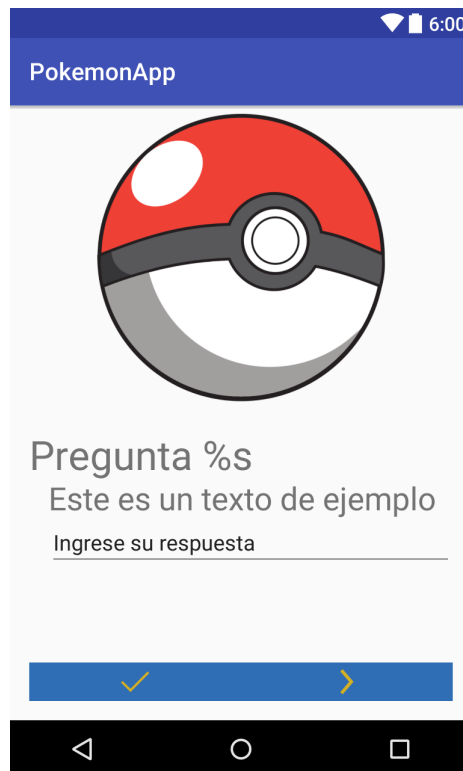 6:00
PokemonApp
Pregunta %s
Este es un texto de ejemplo
Ingrese su respuesta